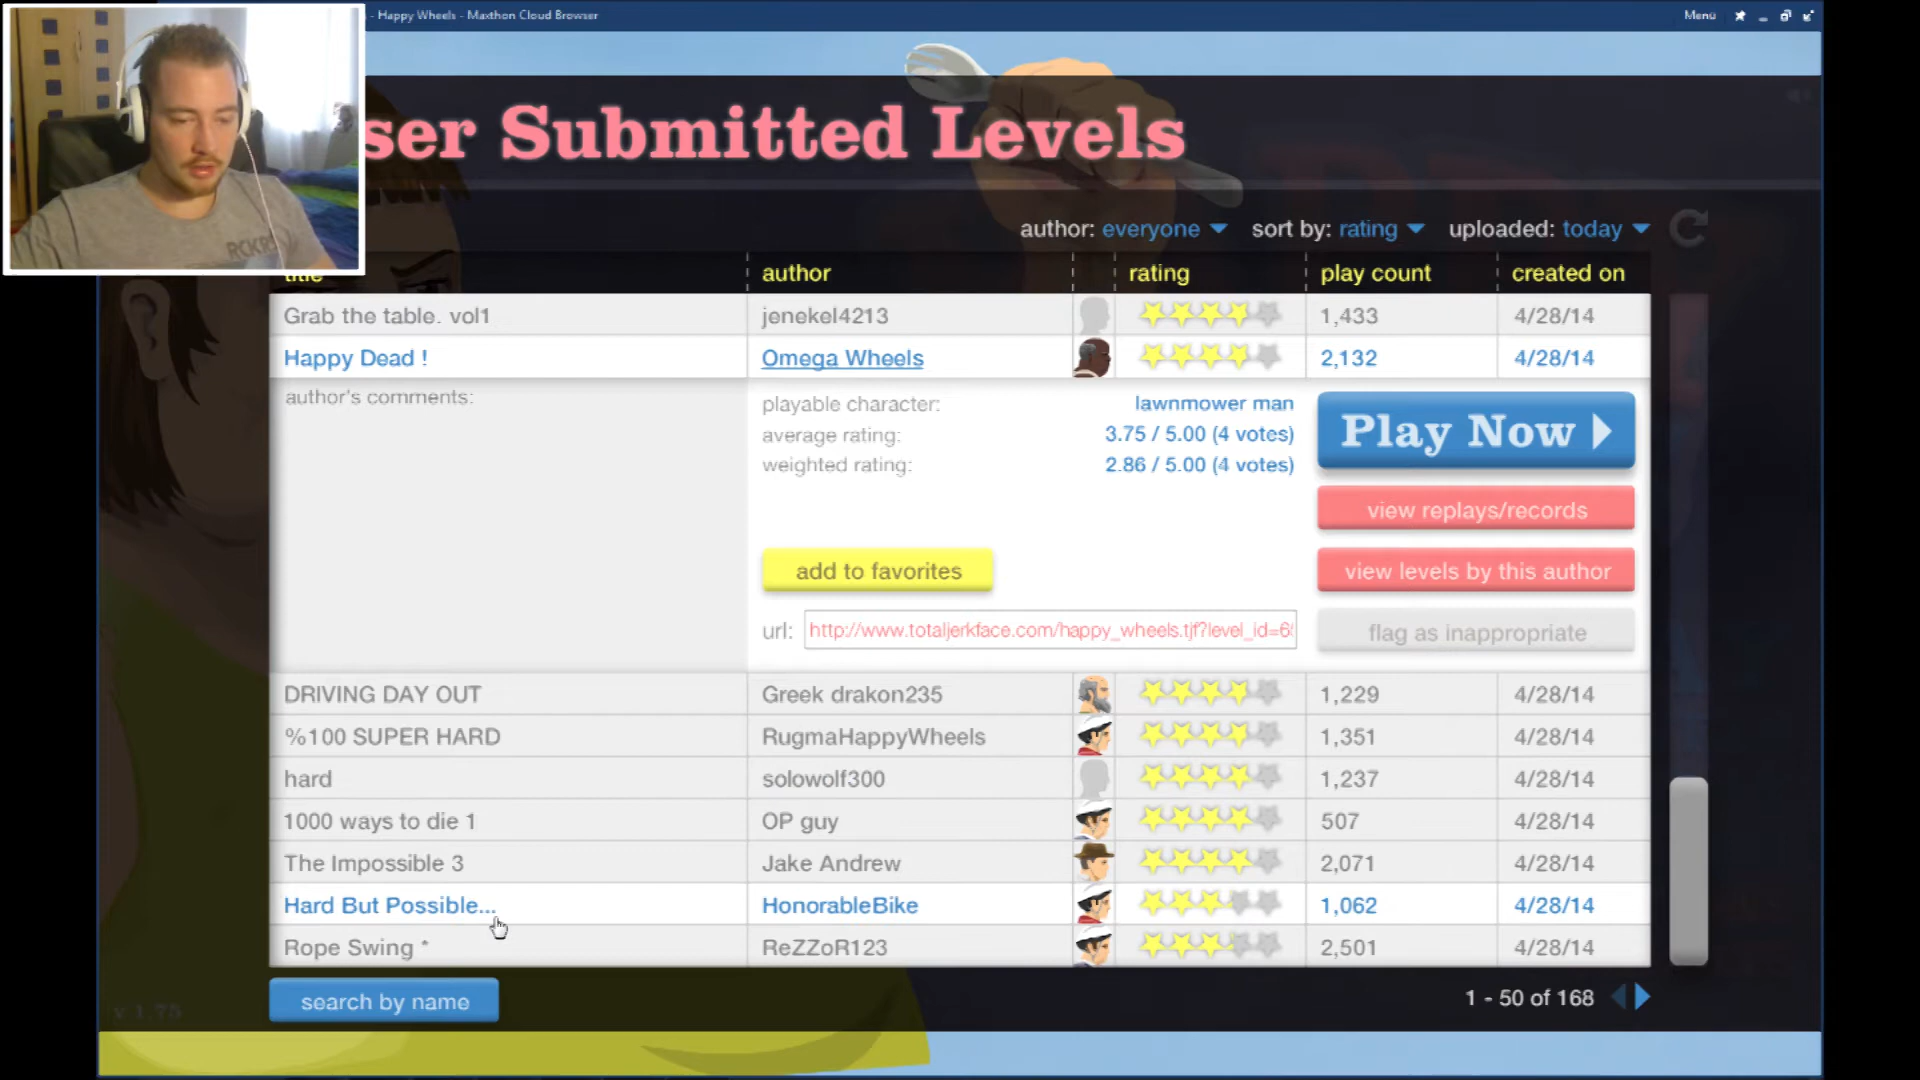 - Happy Wheels - Maxthon Cloud Browser
Menü
ser Submitted Levels
author: everyone sort by: rating uploaded: today
title author rating play count created on
Grab the table. vol1 jenekel4213 1,433 4/28/14
Happy Dead ! Omega Wheels 2,132 4/28/14
author's comments:
playable character: lawnmower man
average rating: 3.75 / 5.00 (4 votes)
weighted rating: 2.86 / 5.00 (4 votes)
Play Now
view replays/records
add to favorites
view levels by this author
url: http://www.totaljerkface.com/happy_wheels.tjf?level_id=6
flag as inappropriate
DRIVING DAY OUT Greek drakon235 1,229 4/28/14
%100 SUPER HARD RugmaHappyWheels 1,351 4/28/14
hard solowolf300 1,237 4/28/14
1000 ways to die 1 OP guy 507 4/28/14
The Impossible 3 Jake Andrew 2,071 4/28/14
Hard But Possible... HonorableBike 1,062 4/28/14
Rope Swing * ReZZoR123 2,501 4/28/14
search by name
1 - 50 of 168
v 1.75